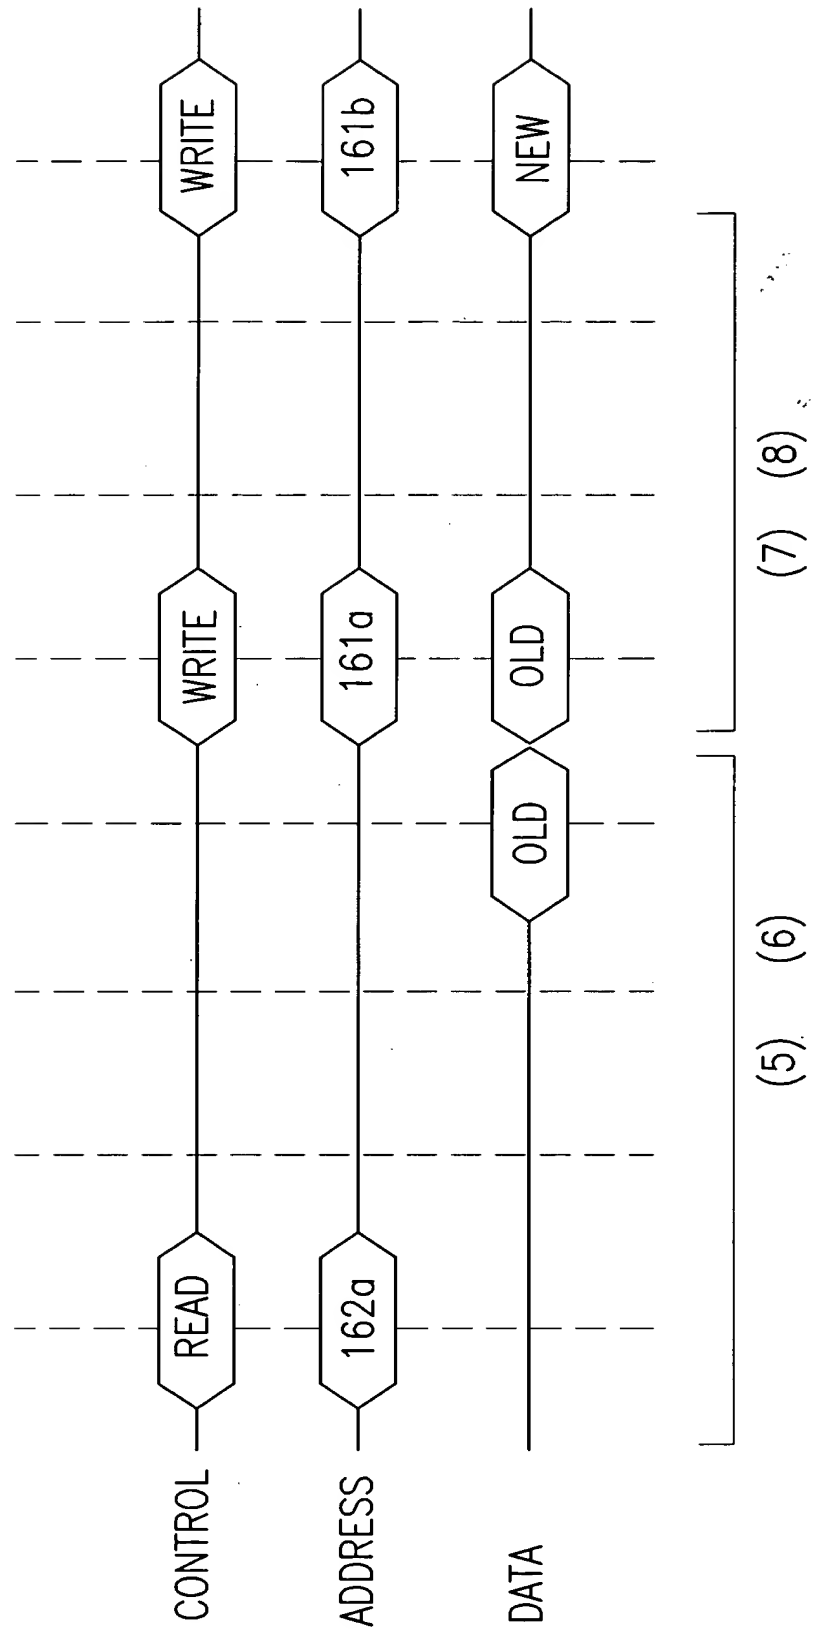 CONTROL READ WRITE WRITE
ADDRESS 162a 161a 161b
DATA OLD OLD NEW
(5) (6) (7) (8)